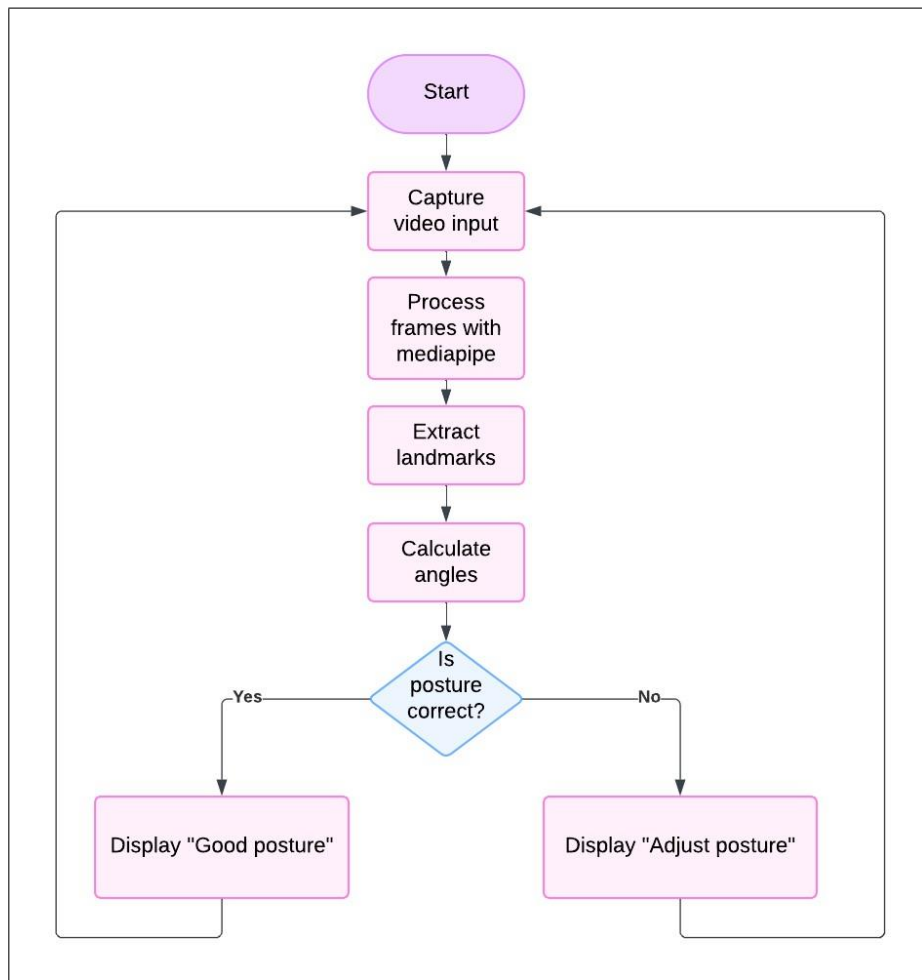 Start
Capture
video input
Process
frames with
mediapipe
Extract
landmarks
Calculate
angles
Is
posture
correct?
Yes
No
Display "Good posture"
Display "Adjust posture"